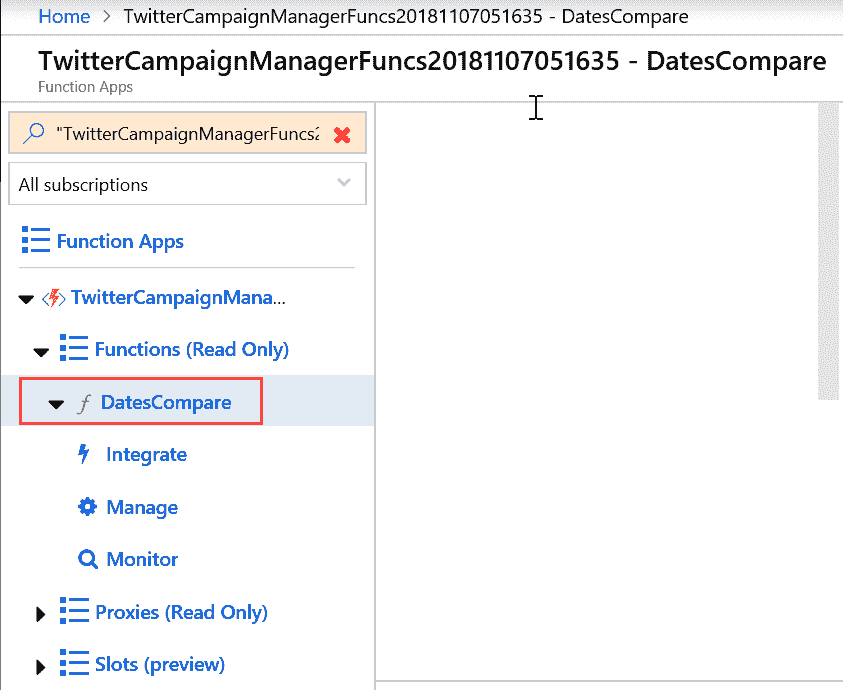 Home > TwitterCampaignManagerFuncs20181107051635 - DatesCompare
TwitterCampaignManagerFuncs20181107051635 - DatesCompare
Function Apps
"TwitterCampaignManagerFuncs2
All subscriptions
Function Apps
TwitterCampaignMana...
Functions (Read Only)
f DatesCompare
Integrate
Manage
Monitor
Proxies (Read Only)
Slots (preview)